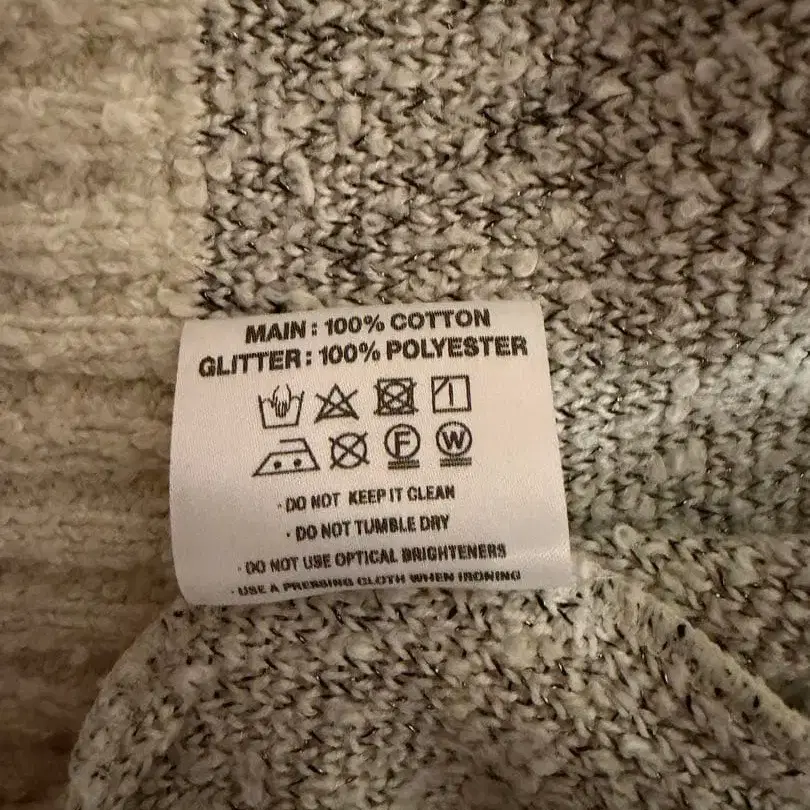 MAIN : 100% COTTON
GLITTER : 100% POLYESTER
F W
· DO NOT KEEP IT CLEAN
· DO NOT TUMBLE DRY
· DO NOT USE OPTICAL BRIGHTENERS
· USE A PRESSING CLOTH WHEN IRONING